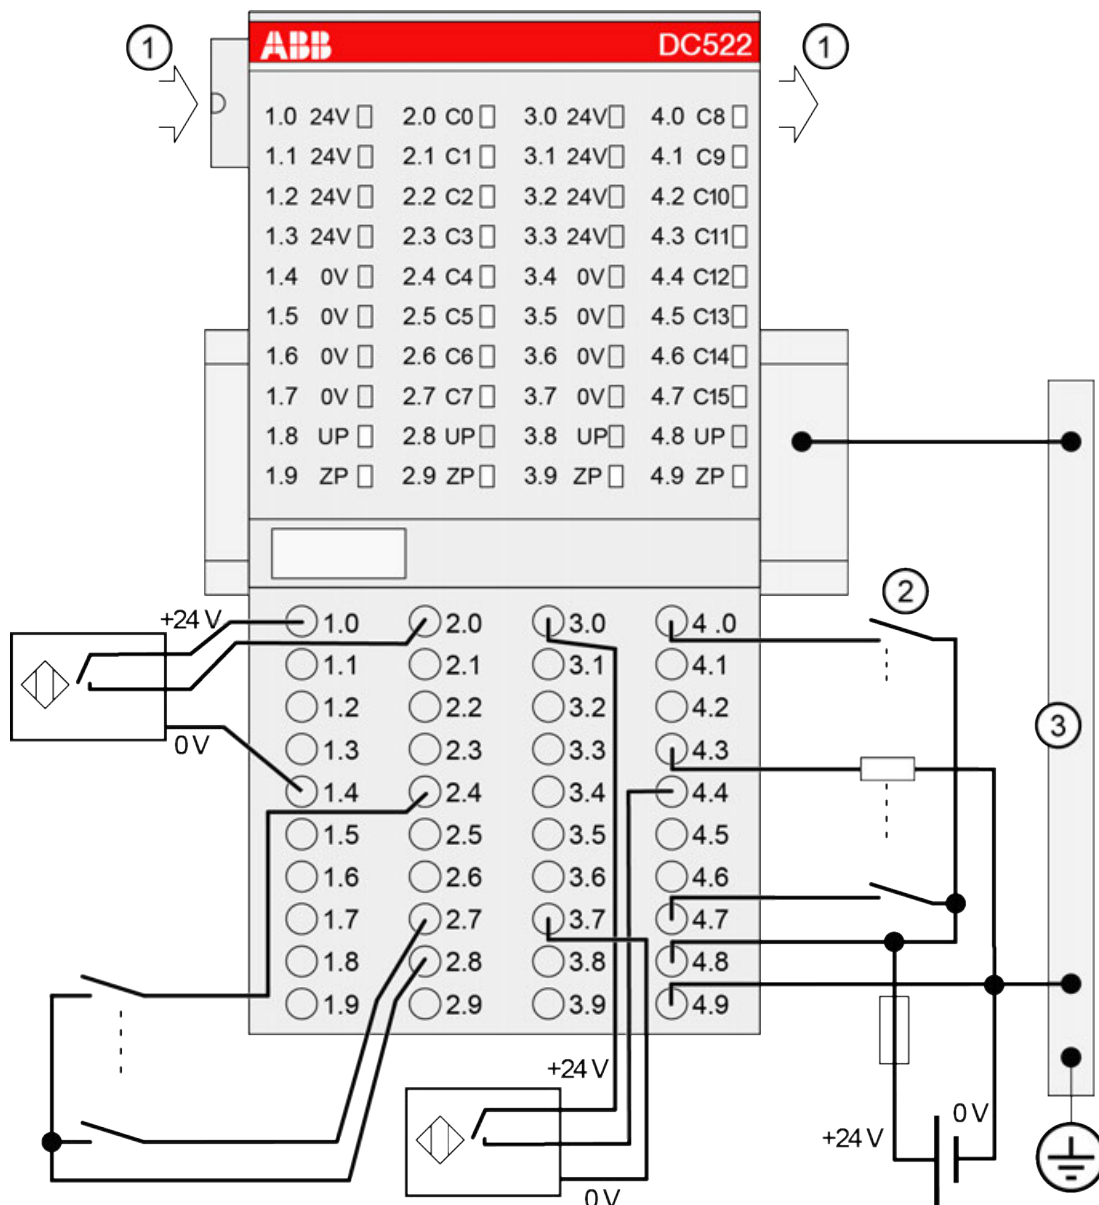 1 ABB DC522 1
1.0 24V 2.0 C0 3.0 24V 4.0 C8
1.1 24V 2.1 C1 3.1 24V 4.1 C9
1.2 24V 2.2 C2 3.2 24V 4.2 C10
1.3 24V 2.3 C3 3.3 24V 4.3 C11
1.4 0V 2.4 C4 3.4 0V 4.4 C12
1.5 0V 2.5 C5 3.5 0V 4.5 C13
1.6 0V 2.6 C6 3.6 0V 4.6 C14
1.7 0V 2.7 C7 3.7 0V 4.7 C15
1.8 UP 2.8 UP 3.8 UP 4.8 UP
1.9 ZP 2.9 ZP 3.9 ZP 4.9 ZP
2
+24 V 1.0 2.0 3.0 4 .0
1.1 2.1 3.1 4.1
1.2 2.2 3.2 4.2
3
0 V 1.3 2.3 3.3 4.3
1.4 2.4 3.4 4.4
1.5 2.5 3.5 4.5
1.6 2.6 3.6 4.6
1.7 2.7 3.7 4.7
1.8 2.8 3.8 4.8
1.9 2.9 3.9 4.9
+24 V
0 V
+24 V
0 V